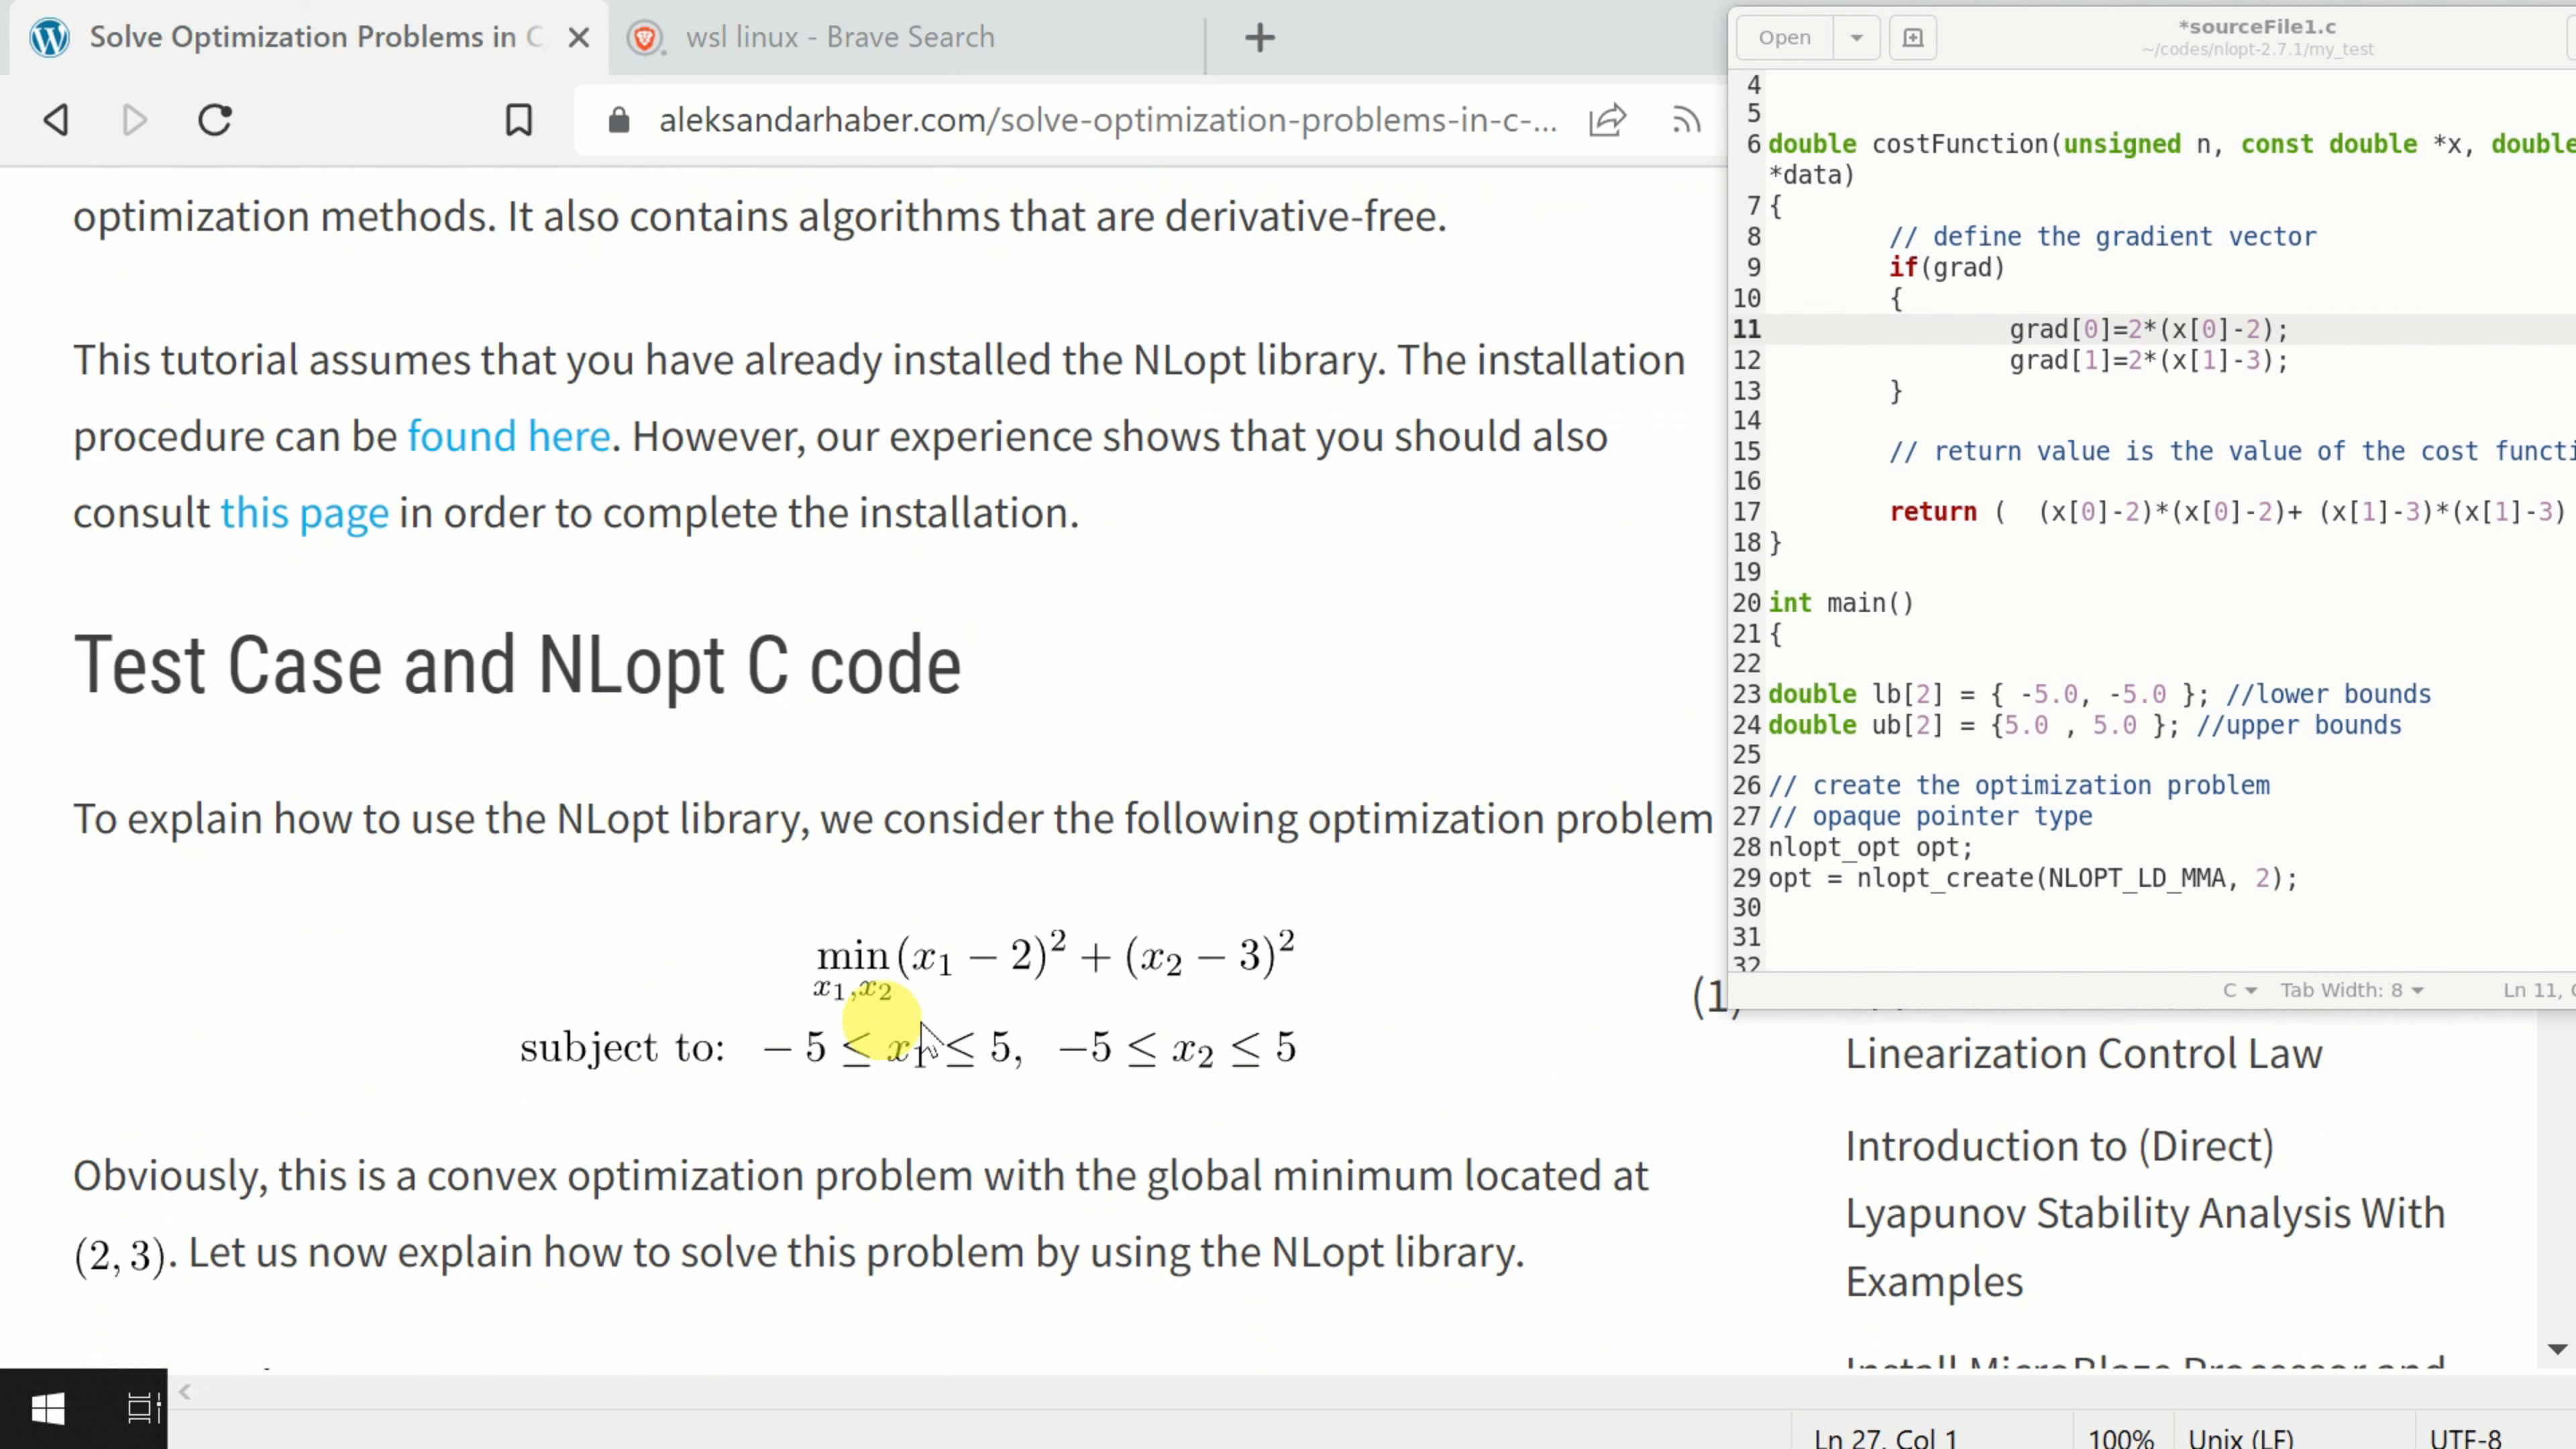 Solve Optimization Problems in C
wsl linux - Brave Search
aleksandarhaber.com/solve-optimization-problems-in-c-...
optimization methods. It also contains algorithms that are derivative-free.
This tutorial assumes that you have already installed the NLopt library. The installation
procedure can be found here. However, our experience shows that you should also
consult this page in order to complete the installation.
Test Case and NLopt C code
To explain how to use the NLopt library, we consider the following optimization problem
min (x₁ − 2)² + (x₂ − 3)²
x₁,x₂
(1)
subject to: − 5 ≤ x₁ ≤ 5, −5 ≤ x₂ ≤ 5
Obviously, this is a convex optimization problem with the global minimum located at
(2, 3). Let us now explain how to solve this problem by using the NLopt library.
Open
*sourceFile1.c
~/codes/nlopt-2.7.1/my_test
4
5
6 double costFunction(unsigned n, const double *x, double
*data)
7 {
8 // define the gradient vector
9 if(grad)
10 {
11 grad[0]=2*(x[0]-2);
12 grad[1]=2*(x[1]-3);
13 }
14
15 // return value is the value of the cost functi
16
17 return ( (x[0]-2)*(x[0]-2)+ (x[1]-3)*(x[1]-3)
18 }
19
20 int main()
21 {
22
23 double lb[2] = { -5.0, -5.0 }; //lower bounds
24 double ub[2] = {5.0 , 5.0 }; //upper bounds
25
26 // create the optimization problem
27 // opaque pointer type
28 nlopt_opt opt;
29 opt = nlopt_create(NLOPT_LD_MMA, 2);
30
31
32
C Tab Width: 8 Ln 11,
Linearization Control Law
Introduction to (Direct)
Lyapunov Stability Analysis With
Examples
Install MicroBlaze Processor and
Ln 27, Col 1 100% Unix (LF) UTF-8